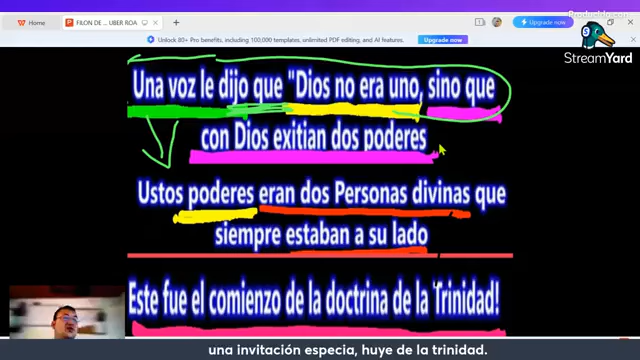 Producido con
StreamYard
Home
FILON DE ... UBER ROA
Upgrade now
Unlock 80+ Pro benefits, including 100,000 templates, unlimited PDF editing, and AI features.
Upgrade now
Una voz le dijo que "Dios no era uno, sino que
con Dios exitian dos poderes
Ustos poderes eran dos Personas divinas que
siempre estaban a su lado
Este fue el comienzo de la doctrina de la Trinidad!
una invitación especia, huye de la trinidad.